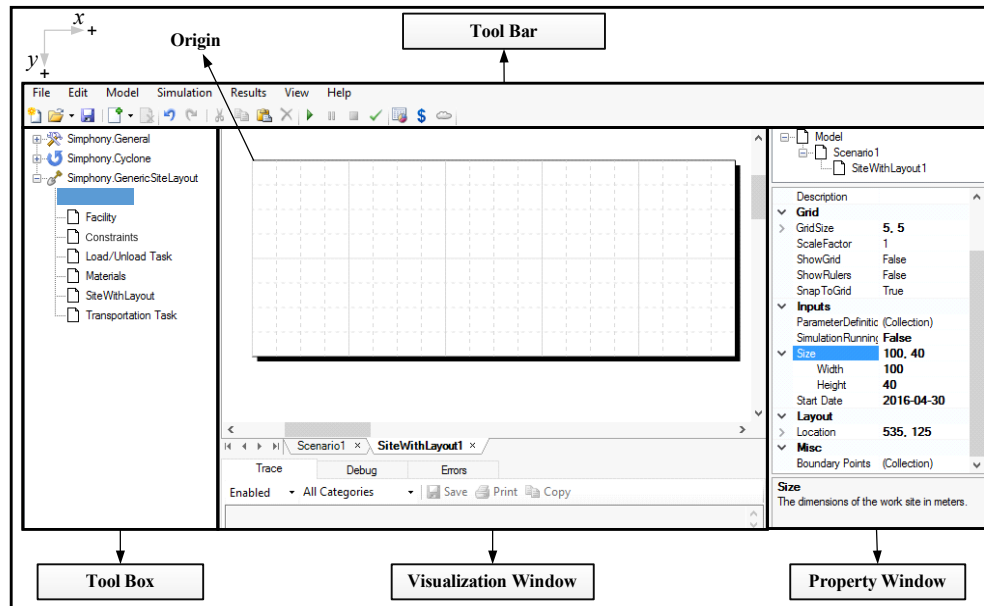 x
+
y
+
Origin
Tool Bar
File Edit Model Simulation Results View Help
$
Simphony.General
Simphony.Cyclone
Simphony.GenericSiteLayout
Facility
Constraints
Load/Unload Task
Materials
SiteWithLayout
Transportation Task
Scenario1 × SiteWithLayout1 ×
Trace Debug Errors
Enabled All Categories Save Print Copy
Model
Scenario1
SiteWithLayout1
Description
Grid
GridSize 5, 5
ScaleFactor 1
ShowGrid False
ShowRulers False
SnapToGrid True
Inputs
ParameterDefinitic (Collection)
SimulationRunning False
Size 100, 40
Width 100
Height 40
Start Date 2016-04-30
Layout
Location 535, 125
Misc
Boundary Points (Collection)
Size
The dimensions of the work site in meters.
Tool Box
Visualization Window
Property Window